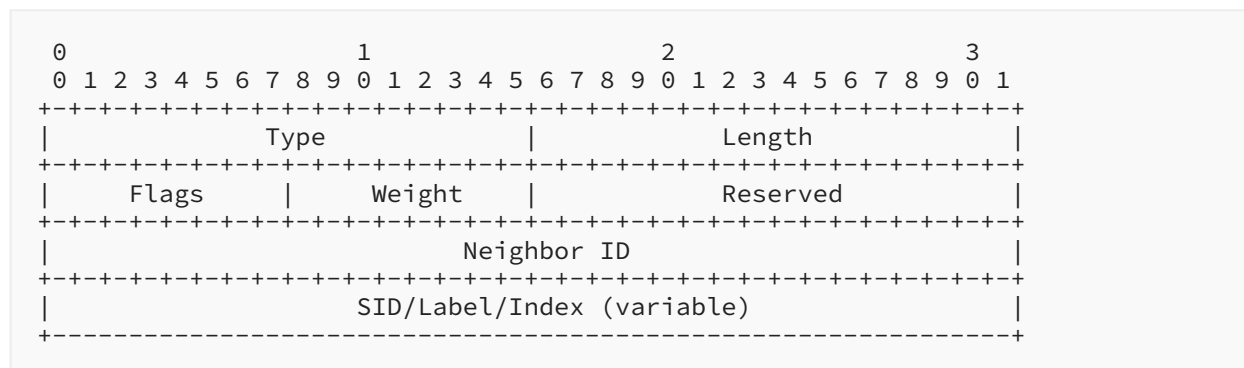 0                   1                   2                   3
 0 1 2 3 4 5 6 7 8 9 0 1 2 3 4 5 6 7 8 9 0 1 2 3 4 5 6 7 8 9 0 1
+-+-+-+-+-+-+-+-+-+-+-+-+-+-+-+-+-+-+-+-+-+-+-+-+-+-+-+-+-+-+-+-+
|              Type             |            Length             |
+-+-+-+-+-+-+-+-+-+-+-+-+-+-+-+-+-+-+-+-+-+-+-+-+-+-+-+-+-+-+-+-+
|     Flags     |     Weight    |            Reserved           |
+-+-+-+-+-+-+-+-+-+-+-+-+-+-+-+-+-+-+-+-+-+-+-+-+-+-+-+-+-+-+-+-+
|                           Neighbor ID                         |
+-+-+-+-+-+-+-+-+-+-+-+-+-+-+-+-+-+-+-+-+-+-+-+-+-+-+-+-+-+-+-+-+
|                    SID/Label/Index (variable)                 |
+---------------------------------------------------------------+